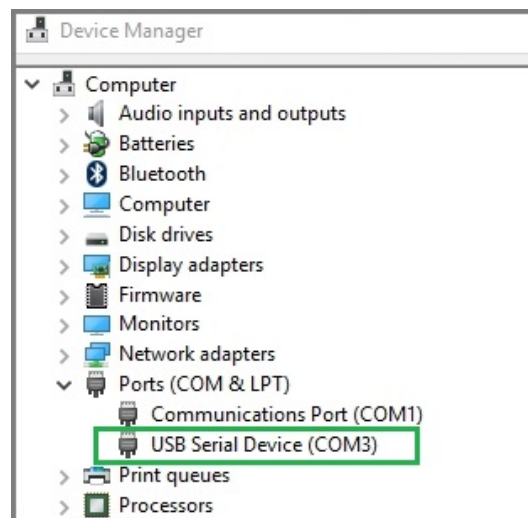 Device Manager
Computer
Audio inputs and outputs
Batteries
Bluetooth
Computer
Disk drives
Display adapters
Firmware
Monitors
Network adapters
Ports (COM & LPT)
Communications Port (COM1)
USB Serial Device (COM3)
Print queues
Processors